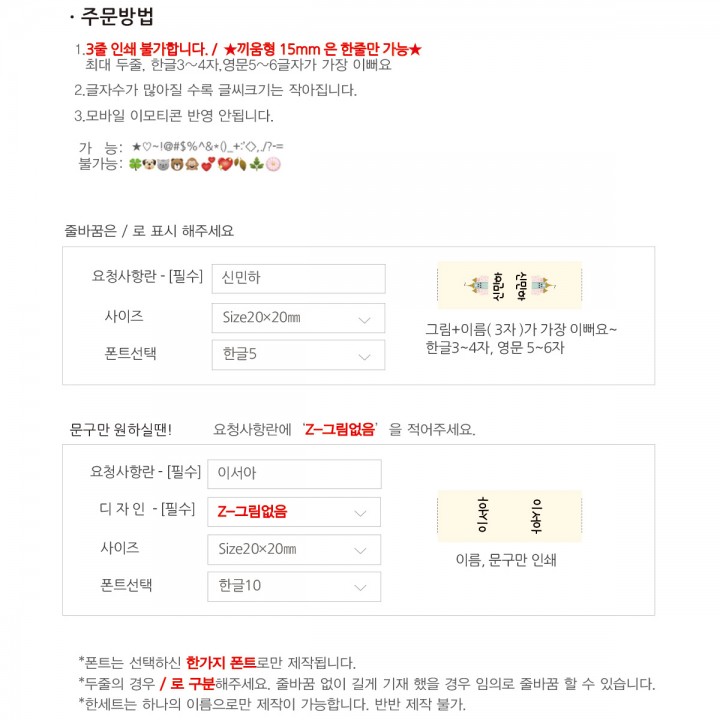 · 주문방법
1.3줄 인쇄 불가합니다. / ★끼움형 15mm 은 한줄만 가능★
최대 두줄, 한글3~4자,영문5~6글자가 가장 이뻐요
2.글자수가 많아질 수록 글씨크기는 작아집니다.
3.모바일 이모티콘 반영 안됩니다.
가 능: ★♡~!@#$%^&*()_+:"◇,./?-=
불가능: 🍀🐶🐱🐻🙊💕💖🍂🌿🌸
줄바꿈은 / 로 표시 해주세요
요청사항란 - [필수] 신민하
사이즈 Size20×20㎜
폰트선택 한글5
신민하 신민하
그림+이름( 3자 )가 가장 이뻐요~
한글3~4자, 영문 5~6자
문구만 원하실땐! 요청사항란에 'Z-그림없음' 을 적어주세요.
요청사항란 - [필수] 이서아
디 자 인 - [필수] Z-그림없음
사이즈 Size20×20㎜
폰트선택 한글10
이서아 이서아
이름, 문구만 인쇄
*폰트는 선택하신 한가지 폰트로만 제작됩니다.
*두줄의 경우 / 로 구분해주세요. 줄바꿈 없이 길게 기재 했을 경우 임의로 줄바꿈 할 수 있습니다.
*한세트는 하나의 이름으로만 제작이 가능합니다. 반반 제작 불가.